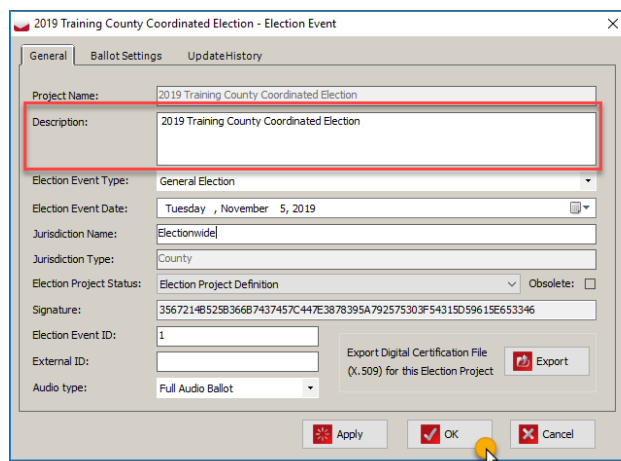 2019 Training County Coordinated Election - Election Event
General Ballot Settings UpdateHistory
Project Name: 2019 Training County Coordinated Election
Description: 2019 Training County Coordinated Election
Election Event Type: General Election
Election Event Date: Tuesday , November 5, 2019
Jurisdiction Name: Electionwide
Jurisdiction Type: County
Election Project Status: Election Project Definition Obsolete:
Signature: 3567214B525B366B7437457C447E3878395A792575303F54315D59615E653346
Election Event ID: 1
External ID:
Export Digital Certification File
(X.509) for this Election Project
Export
Audio type: Full Audio Ballot
Apply OK Cancel